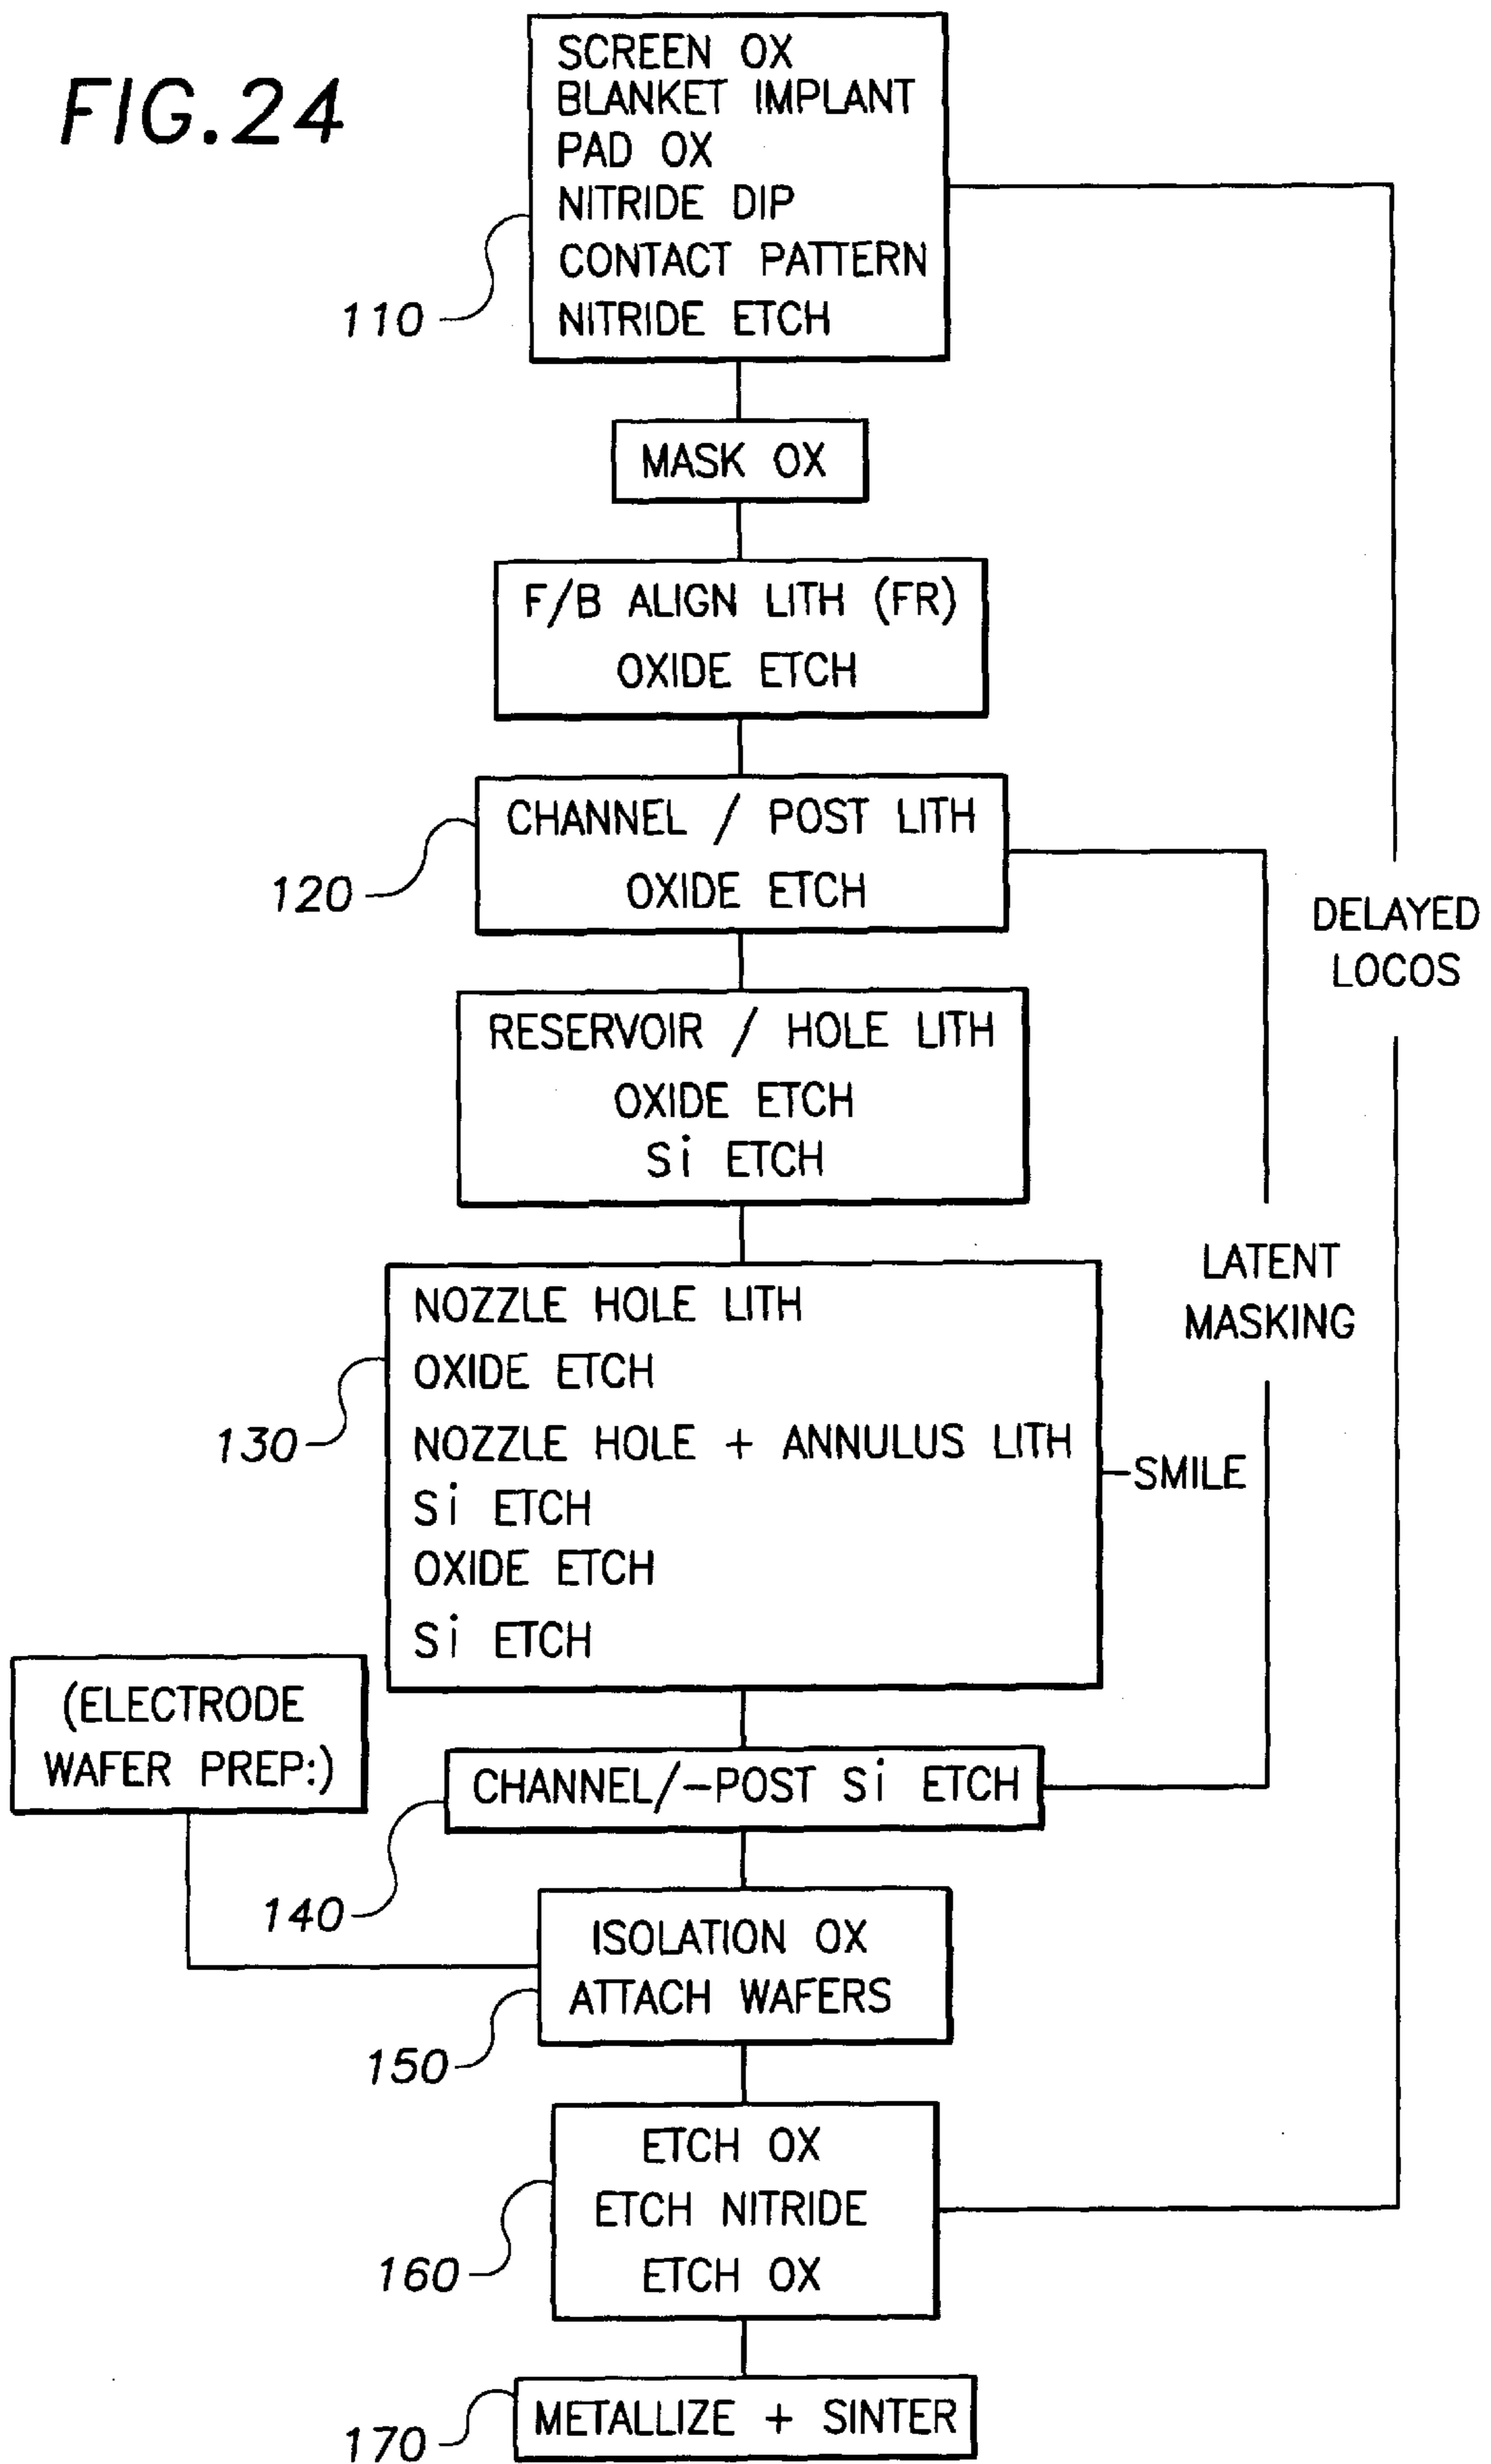 FIG.24
SCREEN OX
BLANKET IMPLANT
PAD OX
NITRIDE DIP
CONTACT PATTERN
NITRIDE ETCH
110
MASK OX
F/B ALIGN LITH (FR)
OXIDE ETCH
CHANNEL / POST LITH
OXIDE ETCH
120
DELAYED
LOCOS
RESERVOIR / HOLE LITH
OXIDE ETCH
Si ETCH
LATENT
MASKING
NOZZLE HOLE LITH
OXIDE ETCH
NOZZLE HOLE + ANNULUS LITH
Si ETCH
OXIDE ETCH
Si ETCH
130
SMILE
(ELECTRODE
WAFER PREP:)
CHANNEL/-POST Si ETCH
140
ISOLATION OX
ATTACH WAFERS
150
ETCH OX
ETCH NITRIDE
ETCH OX
160
METALLIZE + SINTER
170